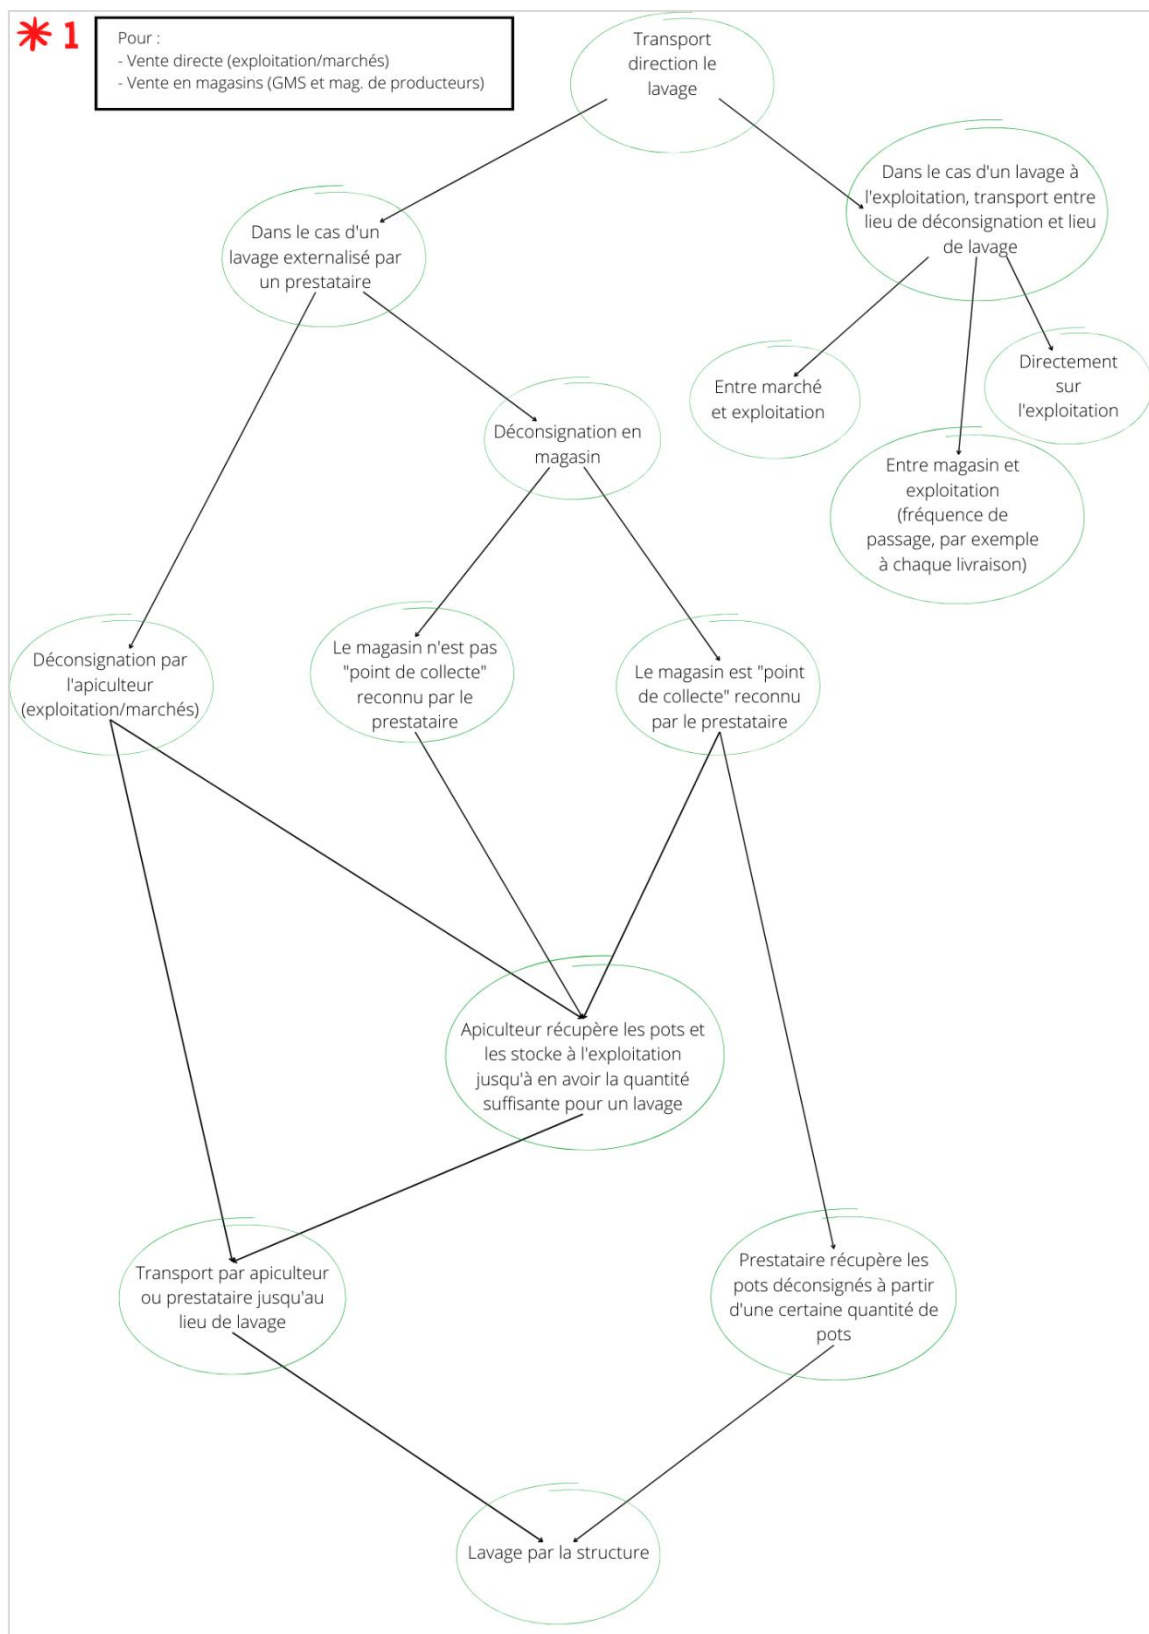 * 1
Pour :
- Vente directe (exploitation/marchés)
- Vente en magasins (GMS et mag. de producteurs)
Transport
direction le
lavage
Dans le cas d'un lavage à
l'exploitation, transport entre
lieu de déconsignation et lieu
de lavage
Dans le cas d'un
lavage externalisé par
un prestataire
Entre marché
et exploitation
Directement
sur
l'exploitation
Déconsignation en
magasin
Entre magasin et
exploitation
(fréquence de
passage, par exemple
à chaque livraison)
Déconsignation par
l'apiculteur
(exploitation/marchés)
Le magasin n'est pas
"point de collecte"
reconnu par le
prestataire
Le magasin est "point
de collecte" reconnu
par le prestataire
Apiculteur récupère les pots et
les stocke à l'exploitation
jusqu'à en avoir la quantité
suffisante pour un lavage
Transport par apiculteur
ou prestataire jusqu'au
lieu de lavage
Prestataire récupère les
pots déconsignés à partir
d'une certaine quantité de
pots
Lavage par la structure